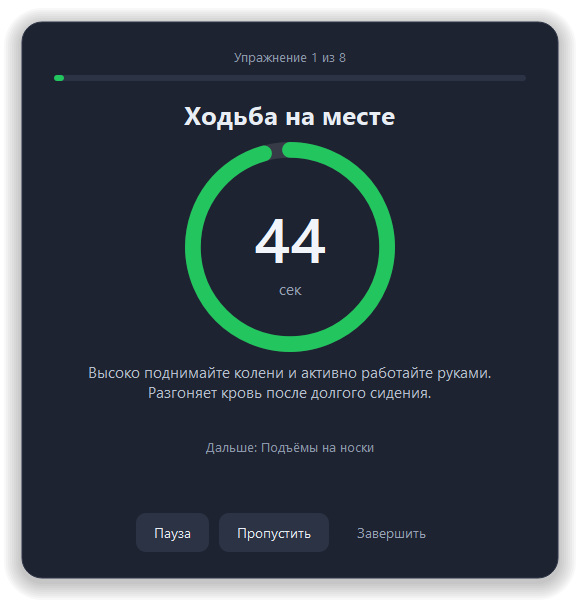 Упражнение 1 из 8
Ходьба на месте
44
сек
Высоко поднимайте колени и активно работайте руками.
Разгоняет кровь после долгого сидения.
Дальше: Подъёмы на носки
Пауза
Пропустить
Завершить